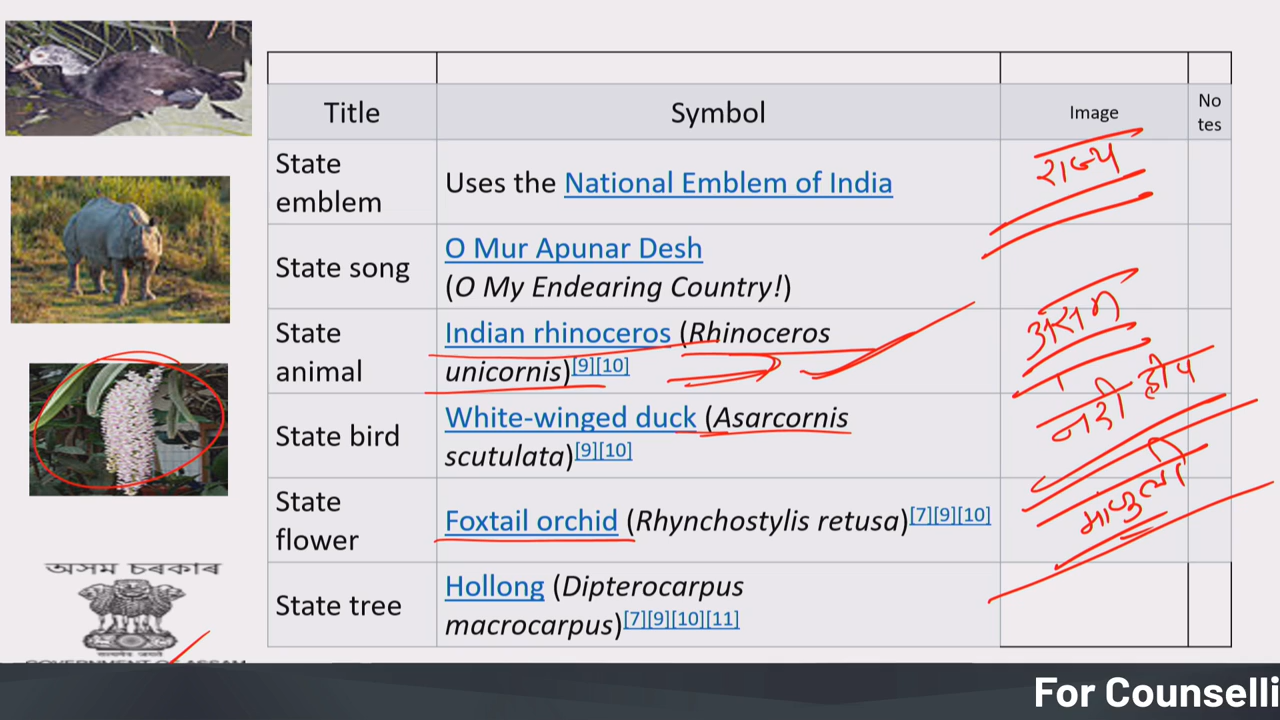 Title Symbol Image No
tes
State
emblem
Uses the National Emblem of India
State song
O Mur Apunar Desh
(O My Endearing Country!)
State
animal
Indian rhinoceros (Rhinoceros
unicornis)[9][10]
State bird
White-winged duck (Asarcornis
scutulata)[9][10]
State
flower
Foxtail orchid (Rhynchostylis retusa)[7][9][10]
State tree
Hollong (Dipterocarpus
macrocarpus)[7][9][10][11]
राज्य
असम
नदी द्वीप
माजुली
অসম চৰকাৰ
GOVERNMENT OF ASSAM
For Counselli